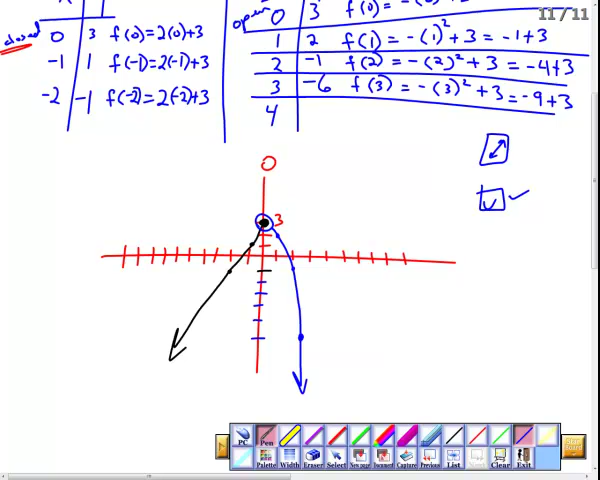 11/11
closed 0 3 f(0)=2(0)+3
-1 1 f(-1)=2(-1)+3
-2 -1 f(-2)=2(-2)+3
open 0 3
1 2 f(1) = -(1)²+3 = -1+3
2 -1 f(2) = -(2)²+3 = -4+3
3 -6 f(3) = -(3)²+3 = -9+3
4
0
3
PC Pen
Palette Width Eraser Select New page Document Capture Previous List Clear Exit